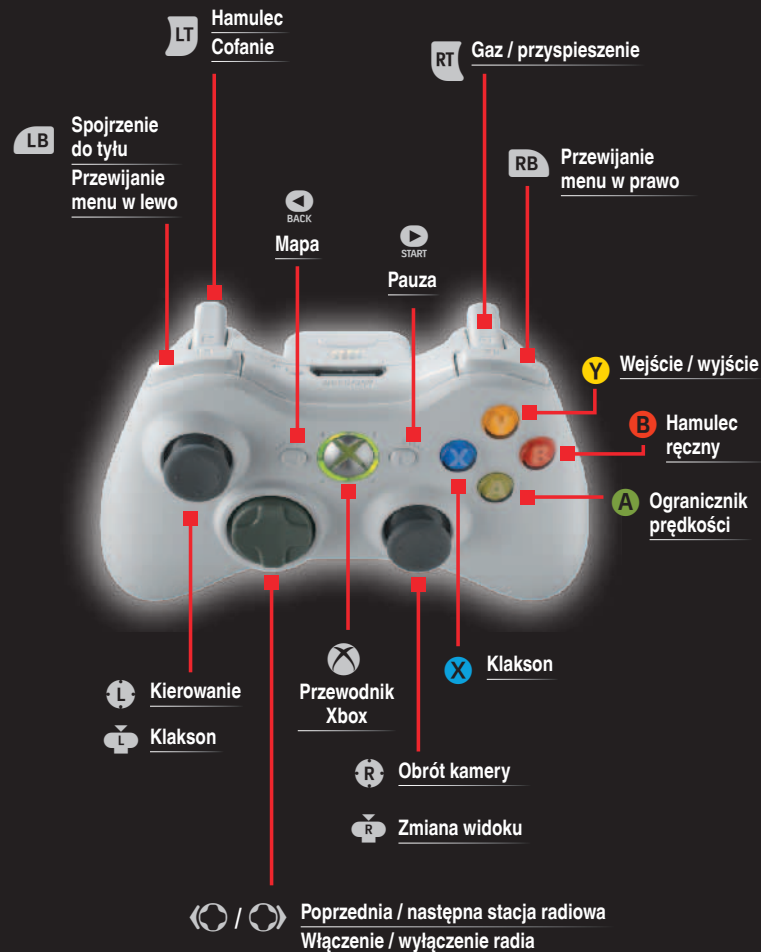 LT
Hamulec
Cofanie
RT
Gaz / przyspieszenie
LB
Spojrzenie
do tyłu
Przewijanie
menu w lewo
RB
Przewijanie
menu w prawo
BACK
Mapa
START
Pauza
Y
Wejście / wyjście
B
Hamulec
ręczny
A
Ogranicznik
prędkości
Y
X
B
A
X
Klakson
Przewodnik
Xbox
L
Kierowanie
L
Klakson
R
Obrót kamery
R
Zmiana widoku
/
Poprzednia / następna stacja radiowa
Włączenie / wyłączenie radia